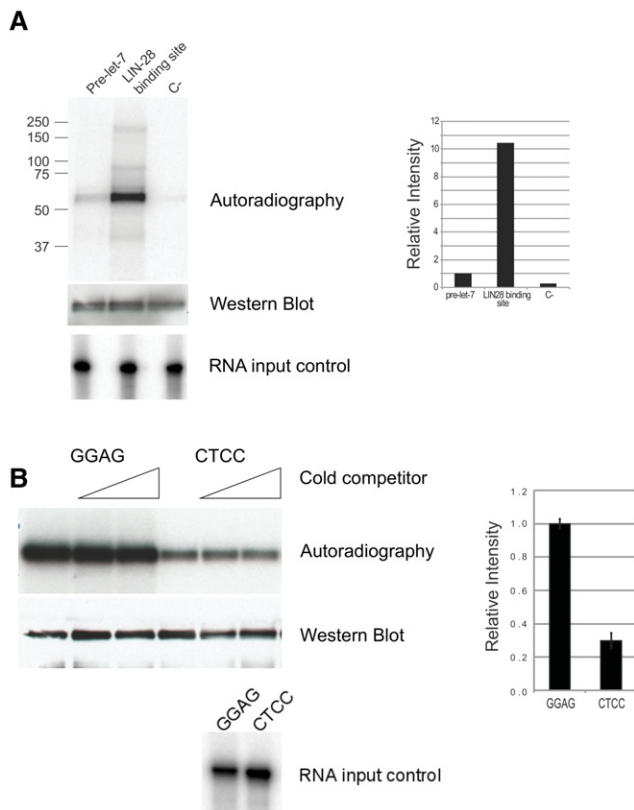 A
Pre-let-7
LIN-28
binding site
C-
250
150
100
75
50
37
Autoradiography
Western Blot
RNA input control
Relative Intensity
12
10
8
6
4
2
0
pre-let-7
LIN28 binding
site
C-
B
GGAG
CTCC
Cold competitor
Autoradiography
Western Blot
GGAG
CTCC
RNA input control
Relative Intensity
1.2
1.0
0.8
0.6
0.4
0.2
0.0
GGAG
CTCC